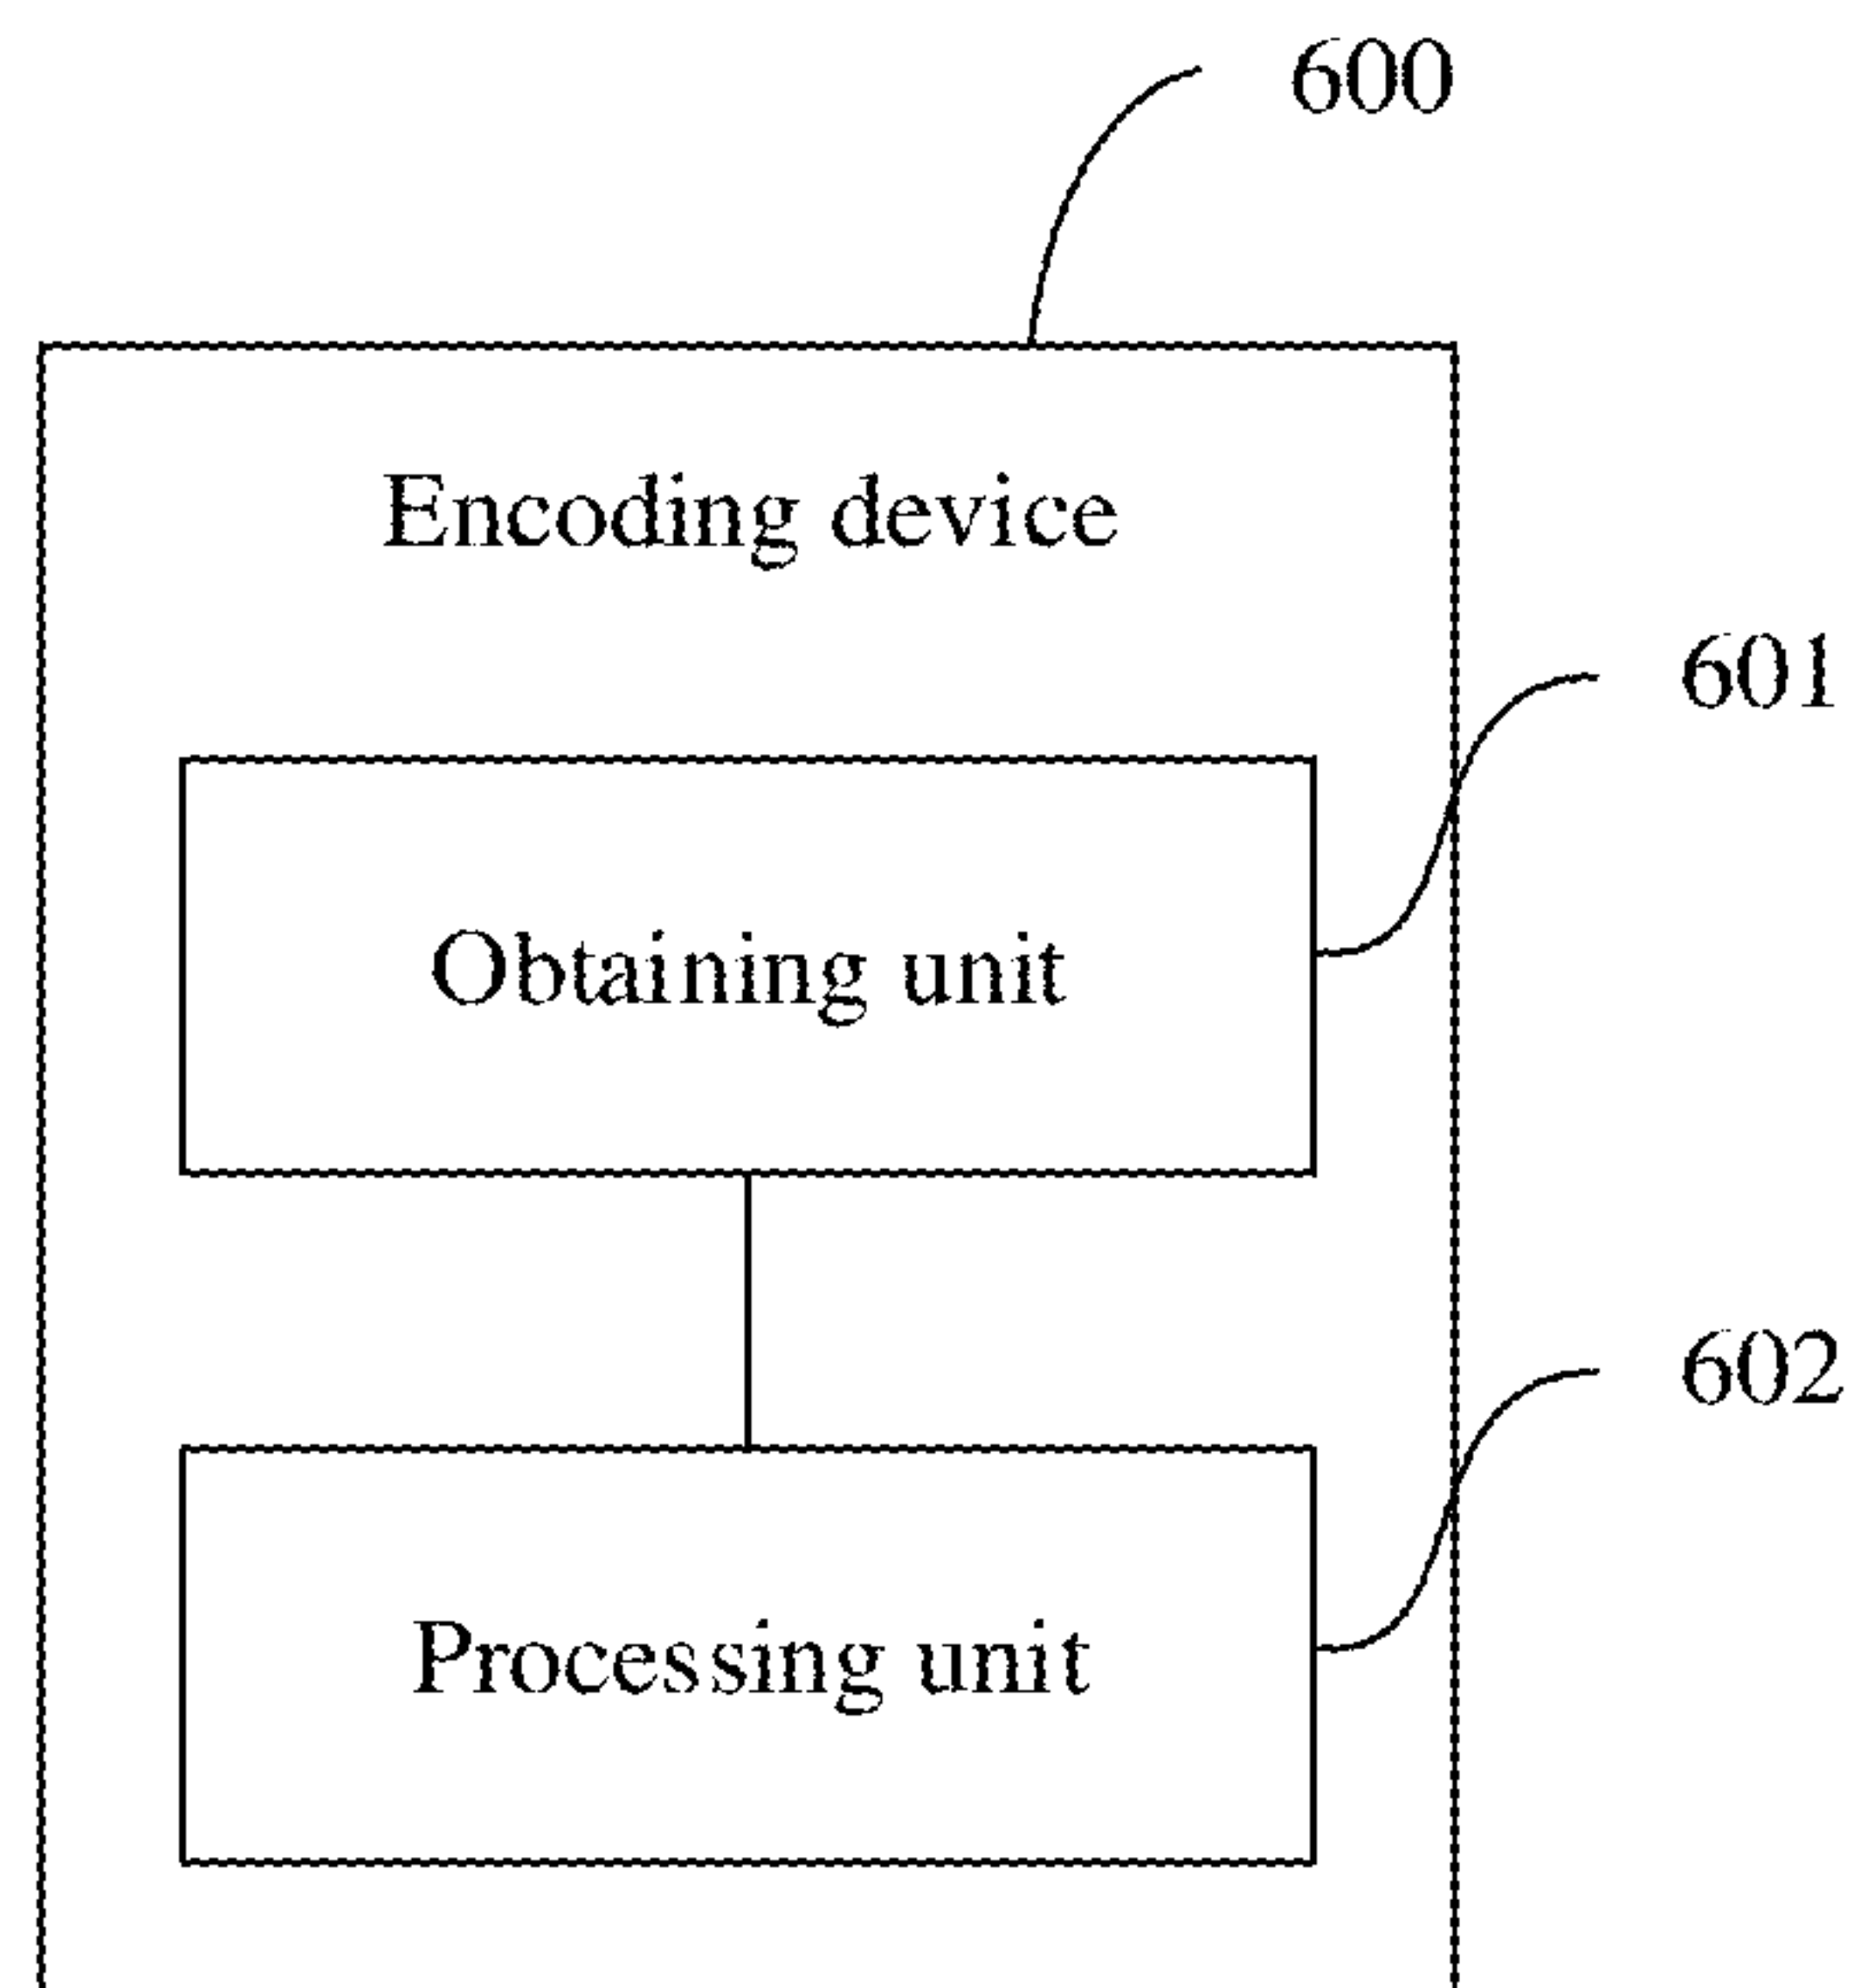 600
Encoding device
601
Obtaining unit
602
Processing unit